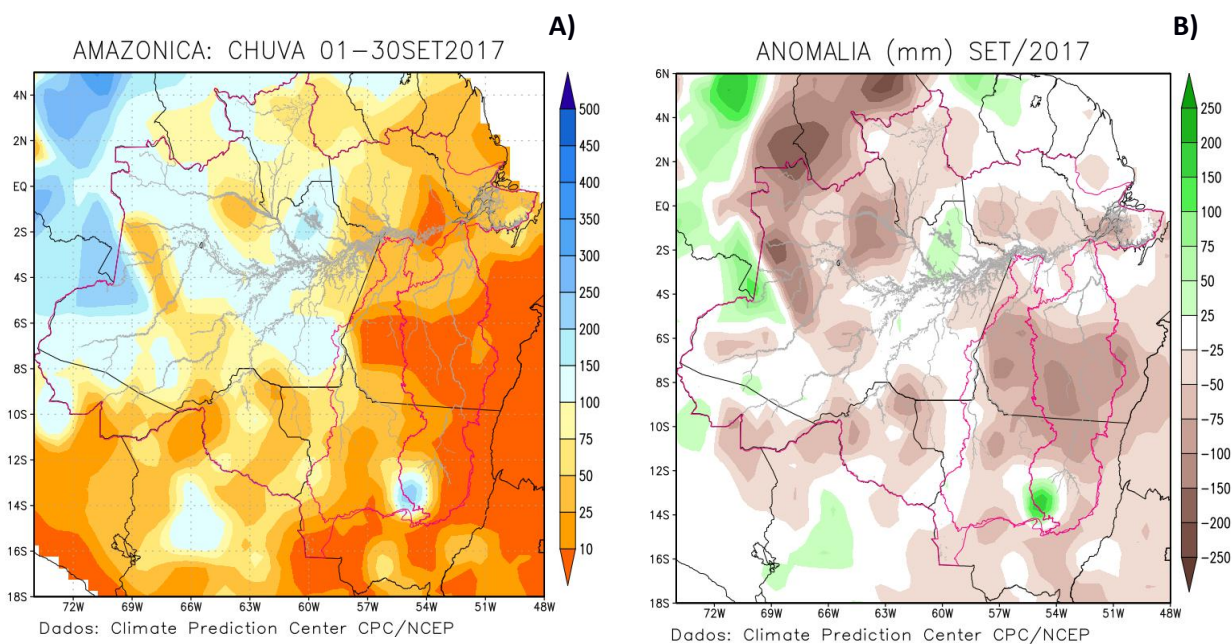 A)
AMAZONICA: CHUVA 01-30SET2017
4N
2N
EQ
2S
4S
6S
8S
10S
12S
14S
16S
18S
72W 69W 66W 63W 60W 57W 54W 51W 48W
500
450
400
350
300
250
200
150
100
75
50
25
10
Dados: Climate Prediction Center CPC/NCEP
B)
ANOMALIA (mm) SET/2017
6N
4N
2N
EQ
2S
4S
6S
8S
10S
12S
14S
16S
18S
72W 69W 66W 63W 60W 57W 54W 51W 48W
250
200
150
100
75
50
25
-25
-50
-75
-100
-150
-200
-250
Dados: Climate Prediction Center CPC/NCEP